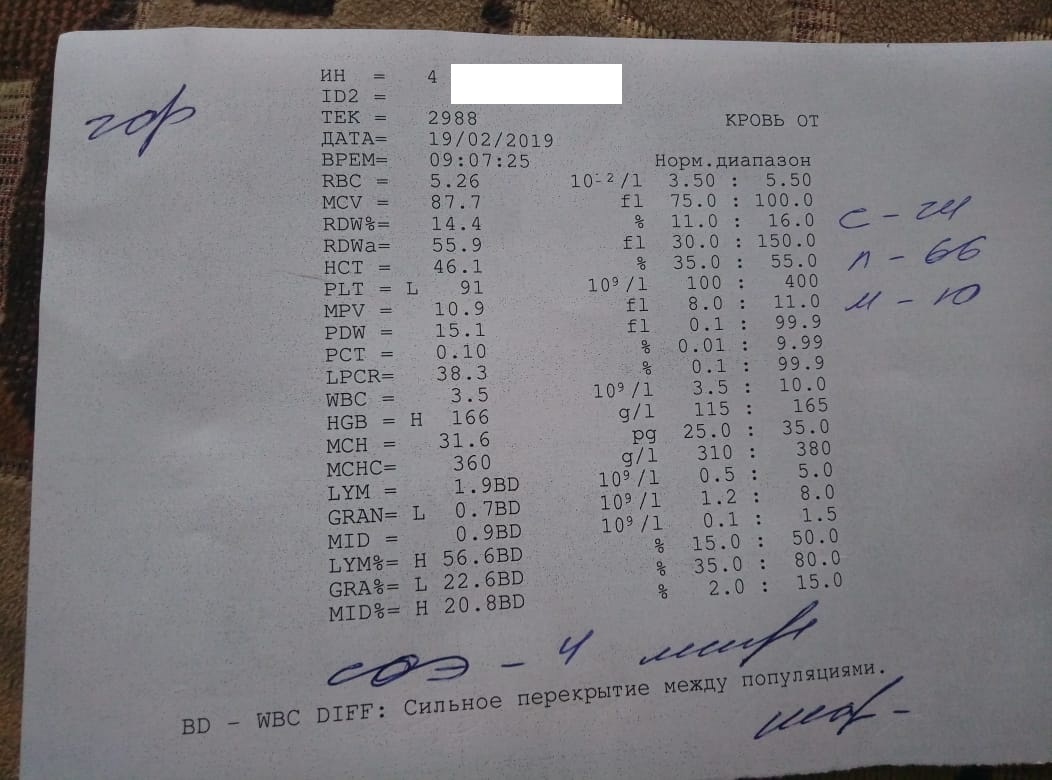 гор
ИН = 4
ID2 =
ТЕК = 2988 КРОВЬ ОТ
ДАТА= 19/02/2019
ВРЕМ= 09:07:25 Норм.диапазон
RBC = 5.26 10⁻²/l 3.50 : 5.50
MCV = 87.7 fl 75.0 : 100.0
RDW%= 14.4 % 11.0 : 16.0
RDWa= 55.9 fl 30.0 : 150.0
HCT = 46.1 % 35.0 : 55.0
PLT = L 91 10⁹/l 100 : 400
MPV = 10.9 fl 8.0 : 11.0
PDW = 15.1 fl 0.1 : 99.9
PCT = 0.10 % 0.01 : 9.99
LPCR= 38.3 % 0.1 : 99.9
WBC = 3.5 10⁹/l 3.5 : 10.0
HGB = H 166 g/l 115 : 165
MCH = 31.6 pg 25.0 : 35.0
MCHC= 360 g/l 310 : 380
LYM = 1.9BD 10⁹/l 0.5 : 5.0
GRAN= L 0.7BD 10⁹/l 1.2 : 8.0
MID = 0.9BD 10⁹/l 0.1 : 1.5
LYM%= H 56.6BD % 15.0 : 50.0
GRA%= L 22.6BD % 35.0 : 80.0
MID%= H 20.8BD % 2.0 : 15.0
с - 24
л - 66
м - 10
СОЭ - 4 мм/ч
BD - WBC DIFF: Сильное перекрытие между популяциями.